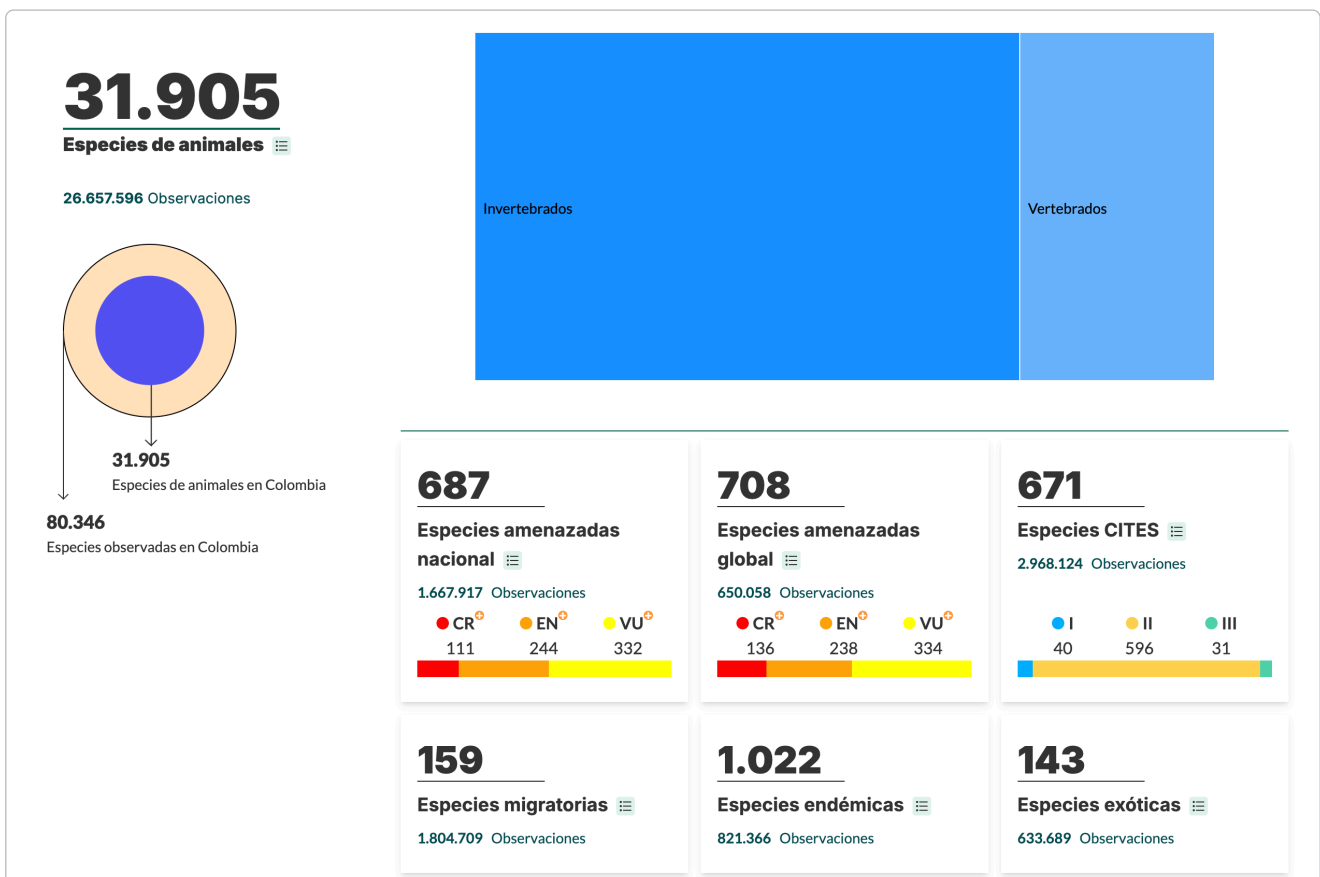 31.905
Especies de animales
26.657.596 Observaciones
31.905
Especies de animales en Colombia
80.346
Especies observadas en Colombia
Invertebrados
Vertebrados
687
Especies amenazadas
nacional
1.667.917 Observaciones
CR EN VU
111 244 332
708
Especies amenazadas
global
650.058 Observaciones
CR EN VU
136 238 334
671
Especies CITES
2.968.124 Observaciones
I II III
40 596 31
159
Especies migratorias
1.804.709 Observaciones
1.022
Especies endémicas
821.366 Observaciones
143
Especies exóticas
633.689 Observaciones